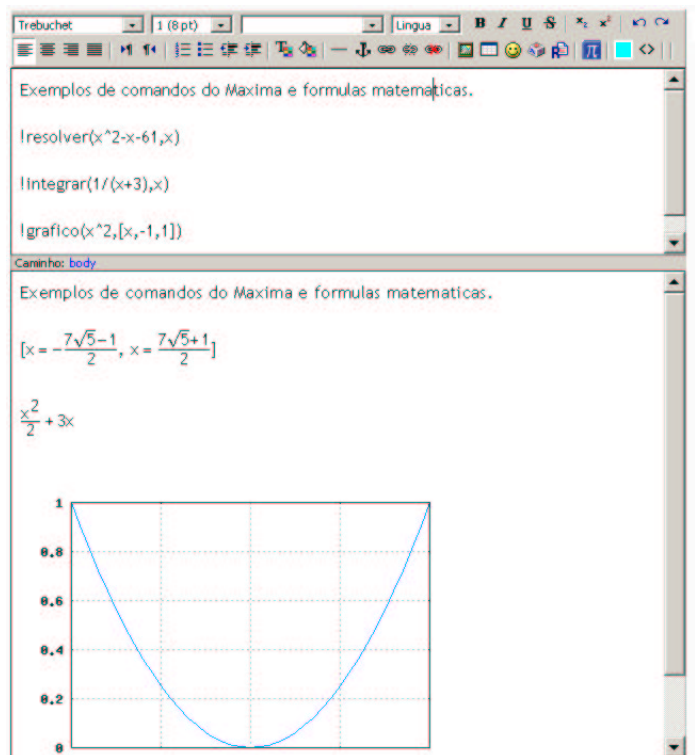 Trebuchet 1 (8 pt) Lingua B I U S x₂ x²
Exemplos de comandos do Maxima e formulas matematicas.
!resolver(x^2-x-61,x)
!integrar(1/(x+3),x)
!grafico(x^2,[x,-1,1])
Caminho: body
Exemplos de comandos do Maxima e formulas matematicas.
[x = -(7√5-1)/2, x = (7√5+1)/2]
x²/2 + 3x
1
0.8
0.6
0.4
0.2
0